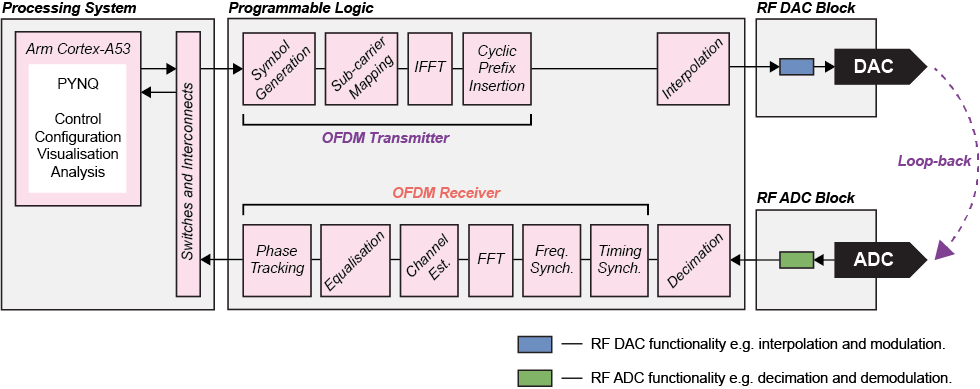 Processing System
Programmable Logic
RF DAC Block
Arm Cortex-A53
PYNQ
Control
Configuration
Visualisation
Analysis
Switches and Interconnects
Symbol
Generation
Sub-carrier
Mapping
IFFT
Cyclic
Prefix
Insertion
Interpolation
DAC
OFDM Transmitter
Loop-back
OFDM Receiver
RF ADC Block
Phase
Tracking
Equalisation
Channel
Est.
FFT
Freq.
Synch.
Timing
Synch.
Decimation
ADC
RF DAC functionality e.g. interpolation and modulation.
RF ADC functionality e.g. decimation and demodulation.